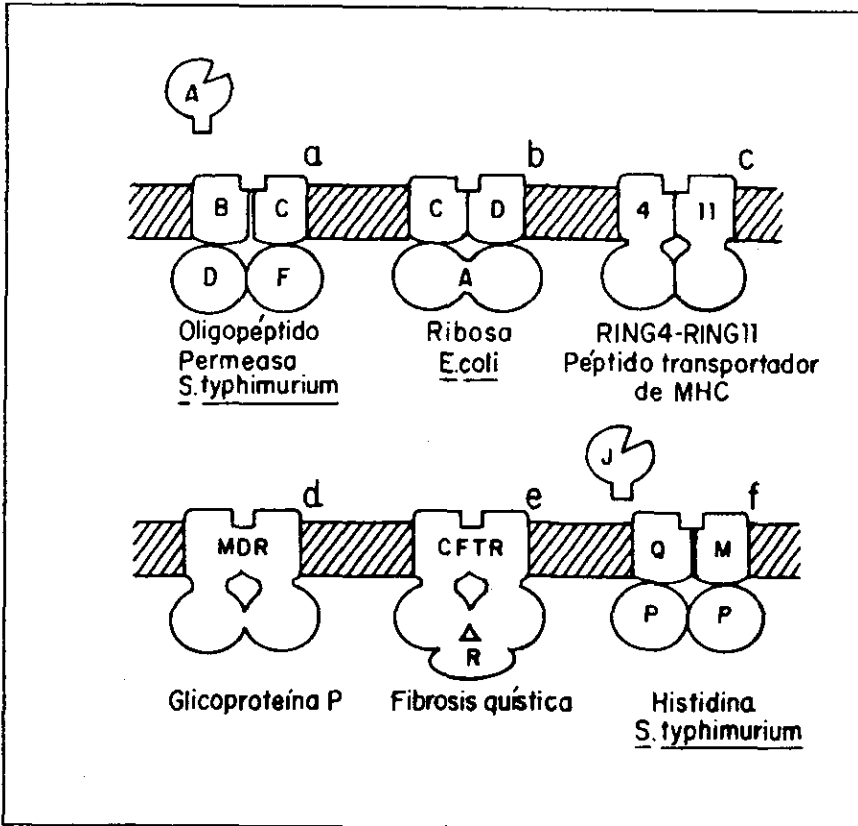 A
a
B C
D F
Oligopéptido
Permeasa
S. typhimurium
b
C D
A
Ribosa
E.coli
c
4 11
RING4-RING11
Péptido transportador
de MHC
d
MDR
Glicoproteína P
e
CFTR
R
Fibrosis quística
J
f
Q M
P P
Histidina
S. typhimurium